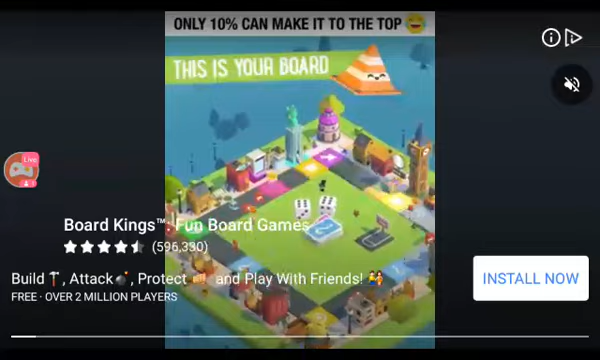 ONLY 10% CAN MAKE IT TO THE TOP 😂
THIS IS YOUR BOARD
Live
Board Kings™: Fun Board Games
(596,330)
Build ⛏, Attack💣, Protect and Play With Friends! 👫
INSTALL NOW
FREE · OVER 2 MILLION PLAYERS